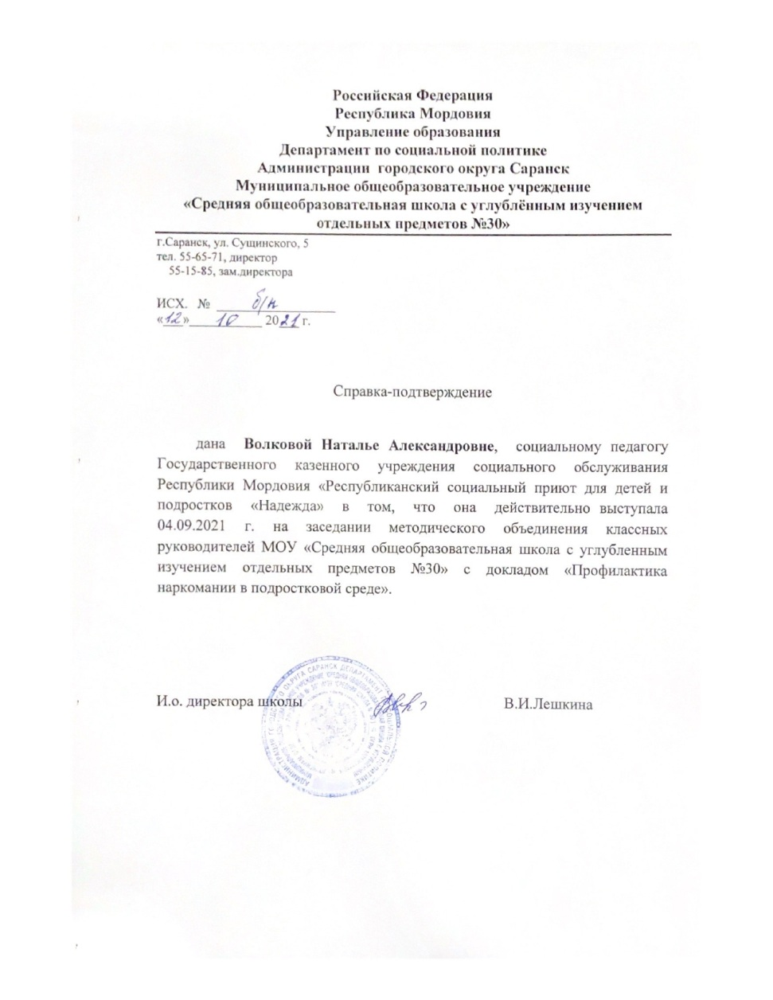 Российская Федерация
Республика Мордовия
Управление образования
Департамент по социальной политике
Администрации городского округа Саранск
Муниципальное общеобразовательное учреждение
«Средняя общеобразовательная школа с углублённым изучением
отдельных предметов №30»
г.Саранск, ул. Сущинского, 5
тел. 55-65-71, директор
55-15-85, зам.директора
ИСХ. № б/н
«12» 10 2021 г.
Справка-подтверждение
дана Волковой Наталье Александровне, социальному педагогу
Государственного казенного учреждения социального обслуживания
Республики Мордовия «Республиканский социальный приют для детей и
подростков «Надежда» в том, что она действительно выступала
04.09.2021 г. на заседании методического объединения классных
руководителей МОУ «Средняя общеобразовательная школа с углубленным
изучением отдельных предметов №30» с докладом «Профилактика
наркомании в подростковой среде».
И.о. директора школы В.И.Лешкина
ОКРУГА САРАНСК ДЕПАРТАМЕНТ